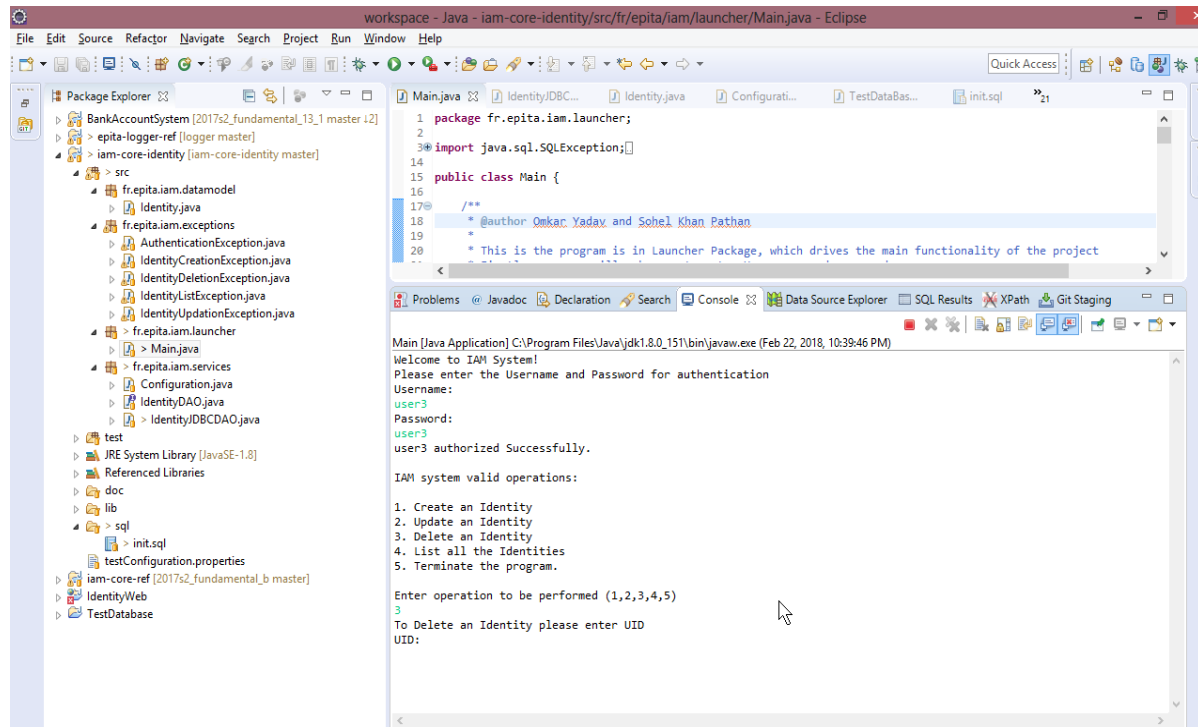 workspace - Java - iam-core-identity/src/fr/epita/iam/launcher/Main.java - Eclipse
File Edit Source Refactor Navigate Search Project Run Window Help
Quick Access
Package Explorer
BankAccountSystem [2017s2_fundamental_13_1 master ↓2]
> epita-logger-ref [logger master]
> iam-core-identity [iam-core-identity master]
> src
fr.epita.iam.datamodel
Identity.java
fr.epita.iam.exceptions
AuthenticationException.java
IdentityCreationException.java
IdentityDeletionException.java
IdentityListException.java
IdentityUpdationException.java
> fr.epita.iam.launcher
> Main.java
> fr.epita.iam.services
Configuration.java
IdentityDAO.java
> IdentityJDBCDAO.java
test
JRE System Library [JavaSE-1.8]
Referenced Libraries
doc
lib
> sql
> init.sql
testConfiguration.properties
iam-core-ref [2017s2_fundamental_b master]
IdentityWeb
TestDatabase
Main.java IdentityJDBC... Identity.java Configurati... TestDataBas... init.sql »21
1 package fr.epita.iam.launcher;
2
3 import java.sql.SQLException;
14
15 public class Main {
16
17 /**
18 * @author Omkar Yadav and Sohel Khan Pathan
19 *
20 * This is the program is in Launcher Package, which drives the main functionality of the project
Problems @ Javadoc Declaration Search Console Data Source Explorer SQL Results XPath Git Staging
Main [Java Application] C:\Program Files\Java\jdk1.8.0_151\bin\javaw.exe (Feb 22, 2018, 10:39:46 PM)
Welcome to IAM System!
Please enter the Username and Password for authentication
Username:
user3
Password:
user3
user3 authorized Successfully.
IAM system valid operations:
1. Create an Identity
2. Update an Identity
3. Delete an Identity
4. List all the Identities
5. Terminate the program.
Enter operation to be performed (1,2,3,4,5)
3
To Delete an Identity please enter UID
UID: